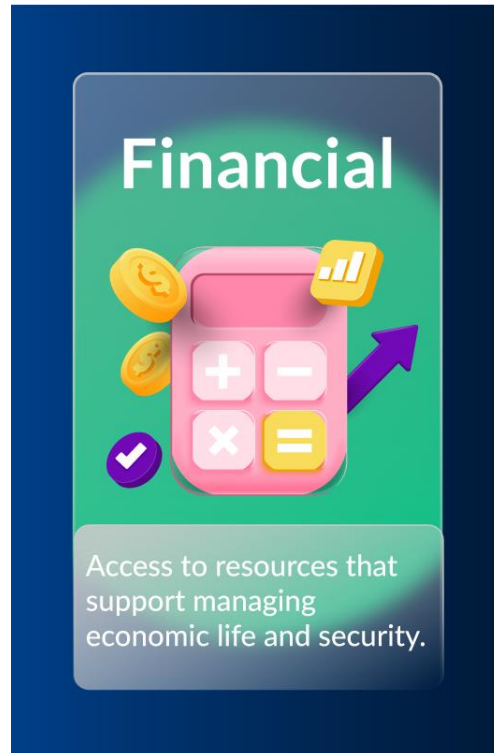 Financial
Access to resources that
support managing
economic life and security.